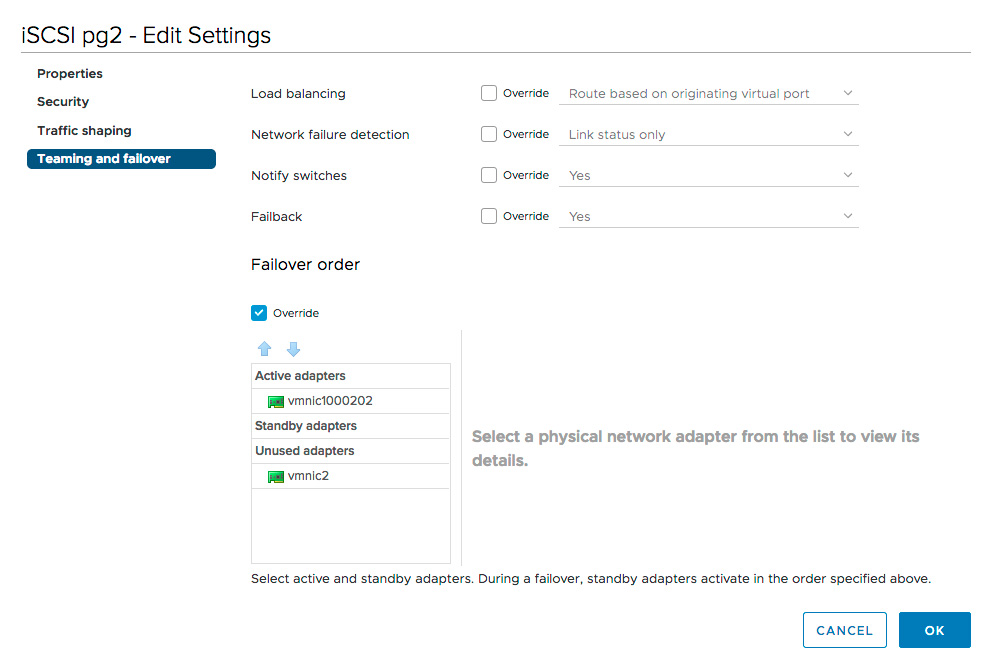 iSCSI pg2 - Edit Settings
Properties
Security
Traffic shaping
Teaming and failover
Load balancing Override Route based on originating virtual port
Network failure detection Override Link status only
Notify switches Override Yes
Failback Override Yes
Failover order
Override
Active adapters
vmnic1000202
Standby adapters
Unused adapters
vmnic2
Select a physical network adapter from the list to view its
details.
Select active and standby adapters. During a failover, standby adapters activate in the order specified above.
CANCEL OK